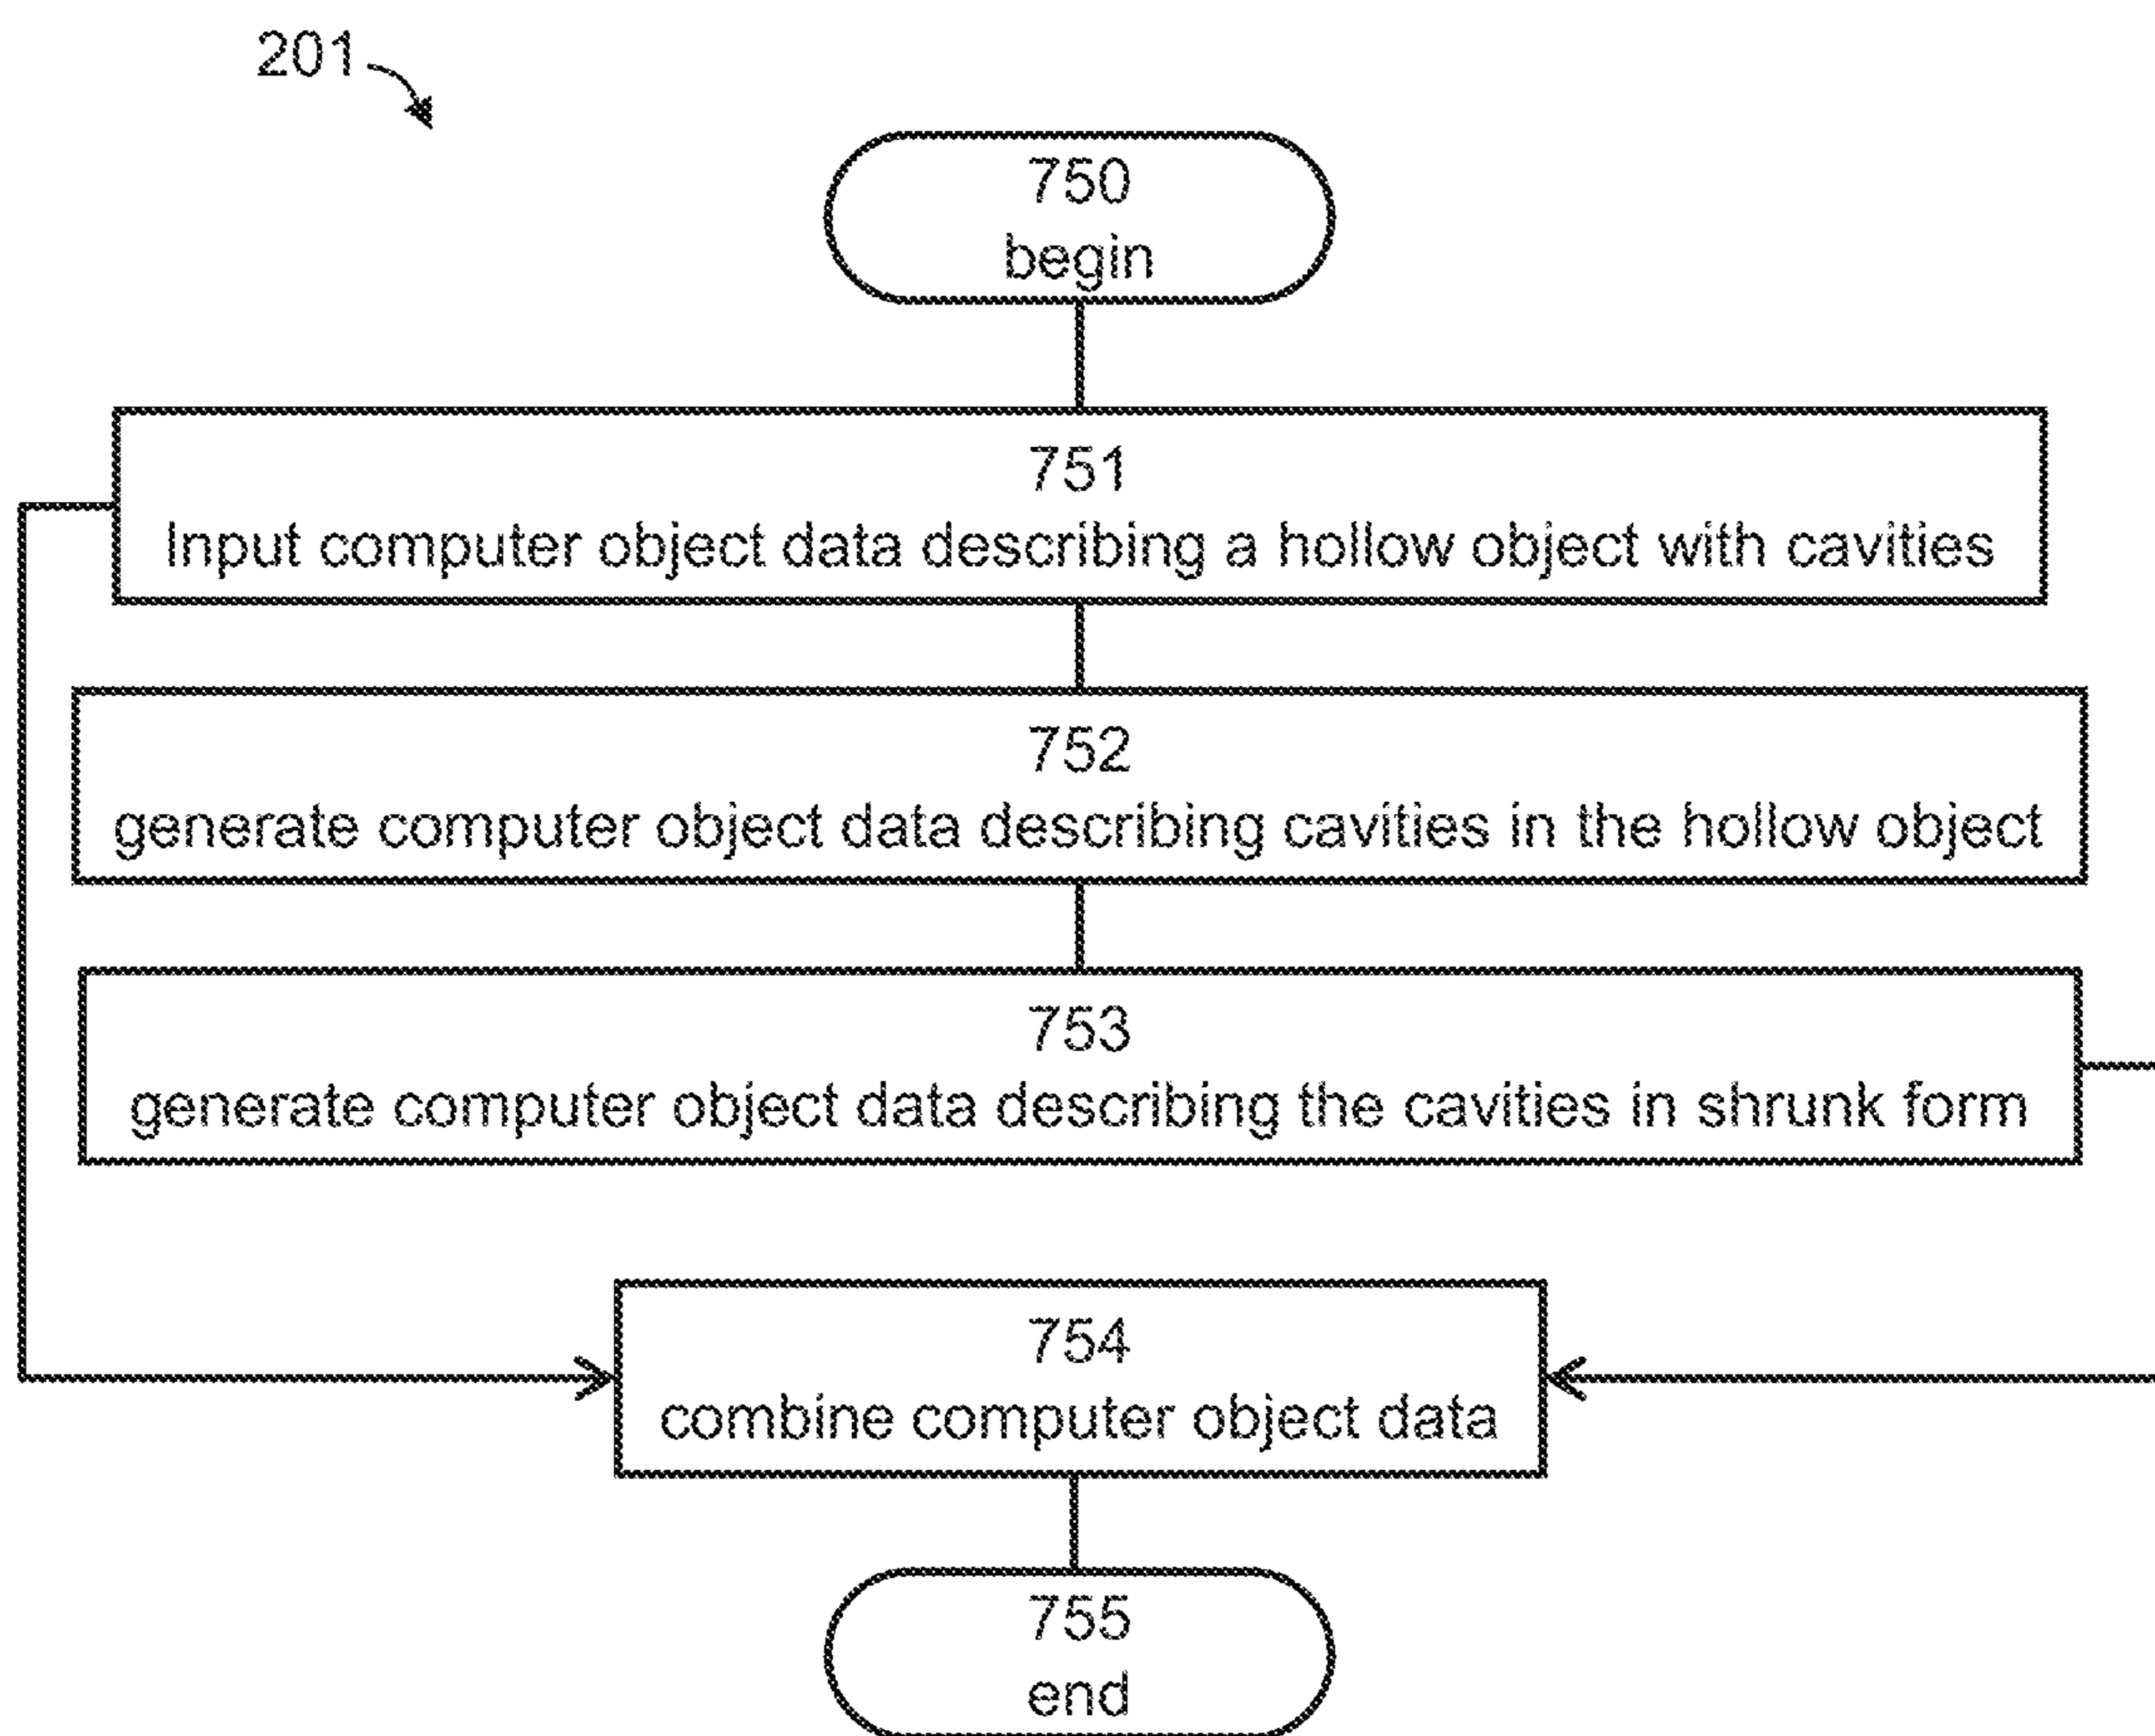 201
750
begin
751
Input computer object data describing a hollow object with cavities
752
generate computer object data describing cavities in the hollow object
753
generate computer object data describing the cavities in shrunk form
754
combine computer object data
755
end